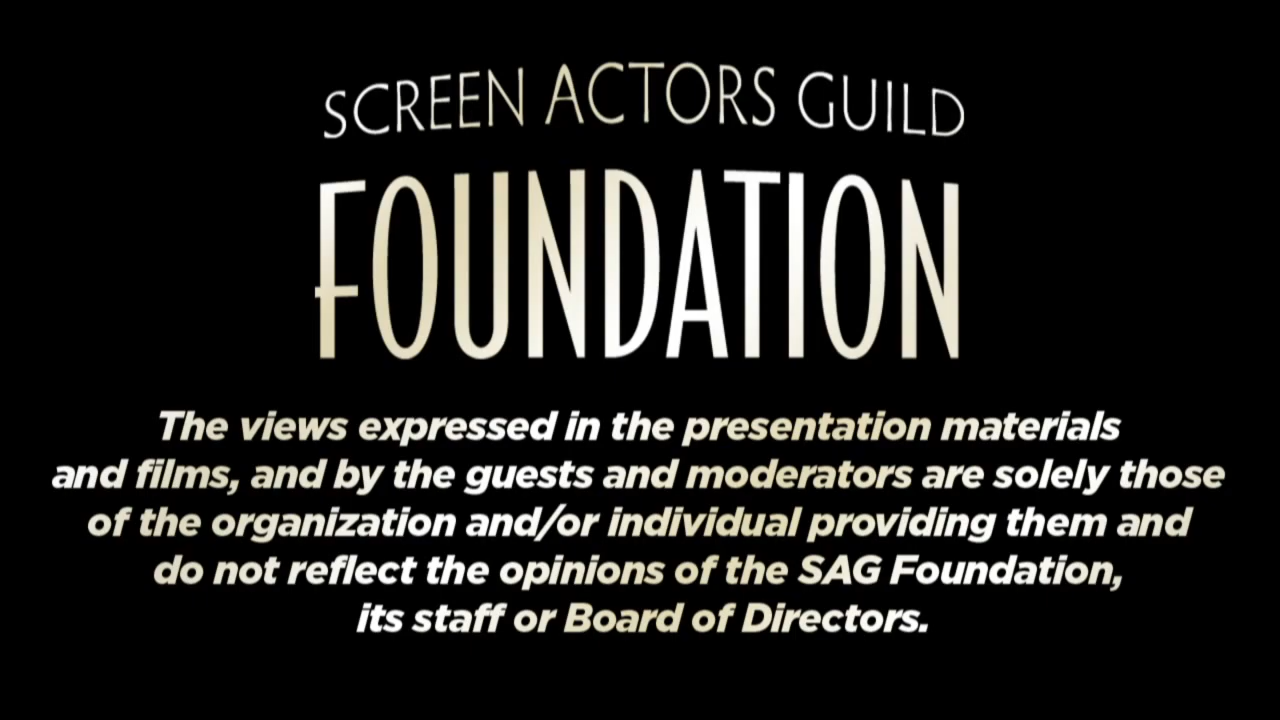 SCREEN ACTORS GUILD
FOUNDATION
The views expressed in the presentation materials
and films, and by the guests and moderators are solely those
of the organization and/or individual providing them and
do not reflect the opinions of the SAG Foundation,
its staff or Board of Directors.